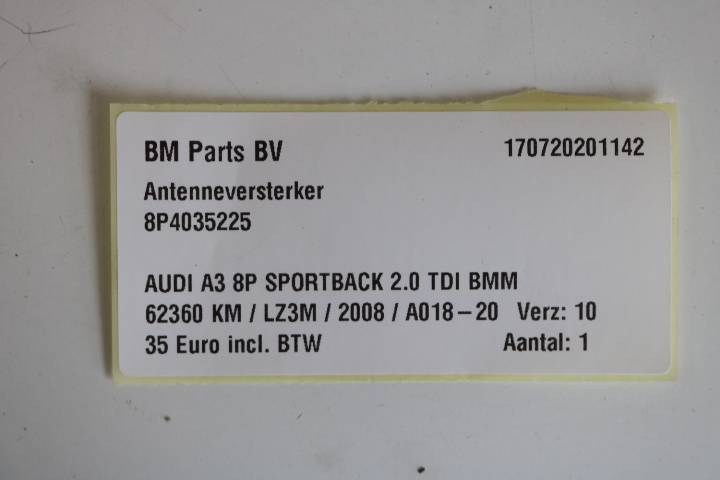 BM Parts BV 170720201142
Antenneversterker
8P4035225
AUDI A3 8P SPORTBACK 2.0 TDI BMM
62360 KM / LZ3M / 2008 / A018-20 Verz: 10
35 Euro incl. BTW Aantal: 1